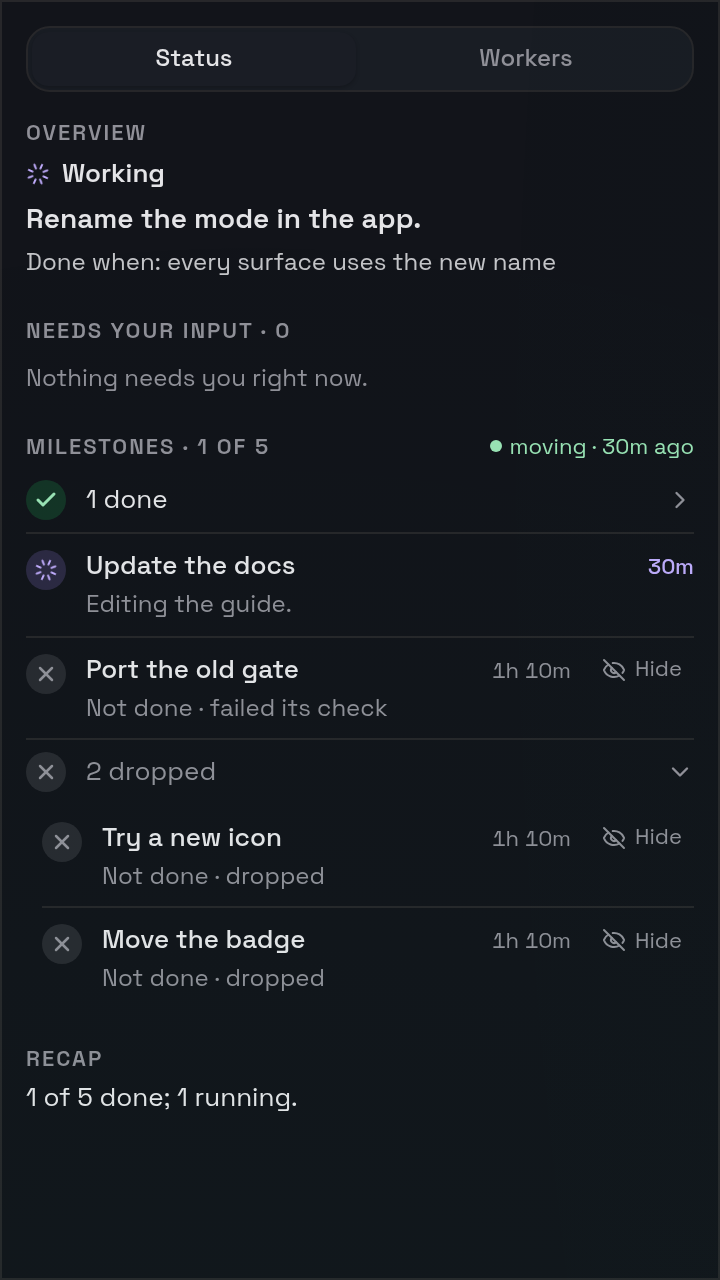 Status
Workers
OVERVIEW
Working
Rename the mode in the app.
Done when: every surface uses the new name
NEEDS YOUR INPUT · 0
Nothing needs you right now.
MILESTONES · 1 OF 5
moving · 30m ago
1 done
Update the docs
30m
Editing the guide.
Port the old gate
1h 10m
Hide
Not done · failed its check
2 dropped
Try a new icon
1h 10m
Hide
Not done · dropped
Move the badge
1h 10m
Hide
Not done · dropped
RECAP
1 of 5 done; 1 running.